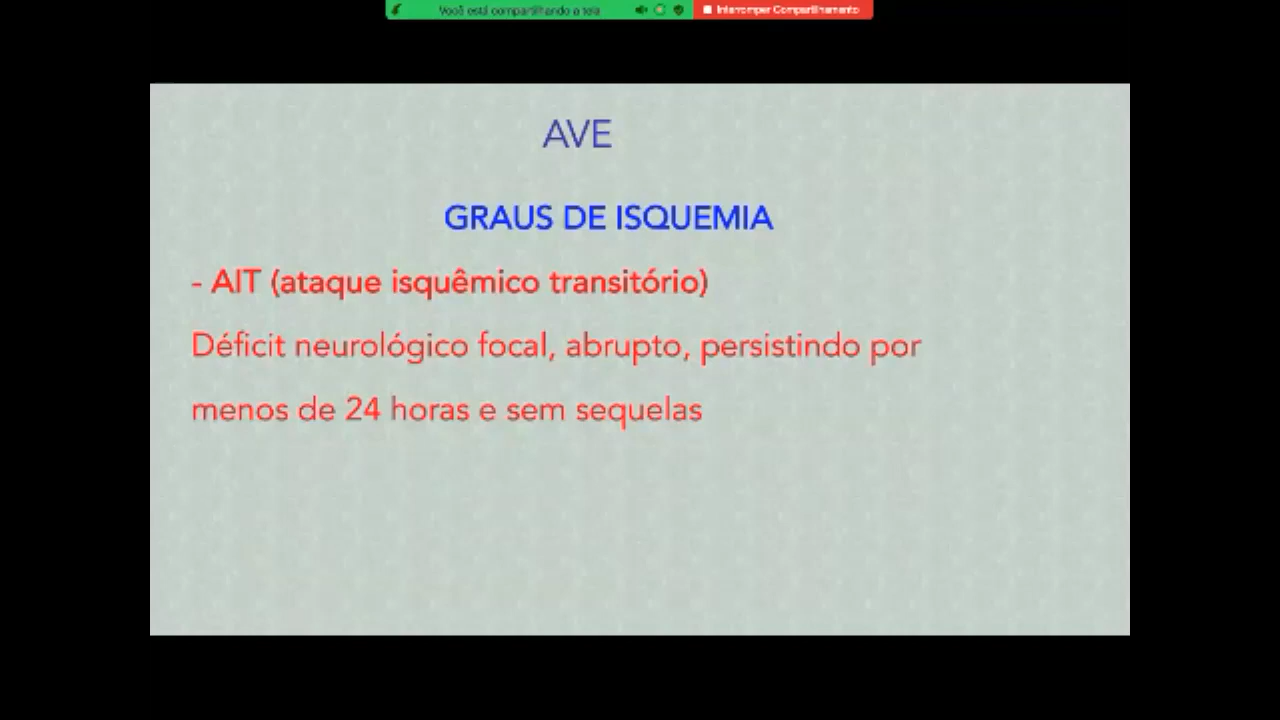 Você está compartilhando a tela
Interromper Compartilhamento
AVE
GRAUS DE ISQUEMIA
- AIT (ataque isquêmico transitório)
Déficit neurológico focal, abrupto, persistindo por
menos de 24 horas e sem sequelas